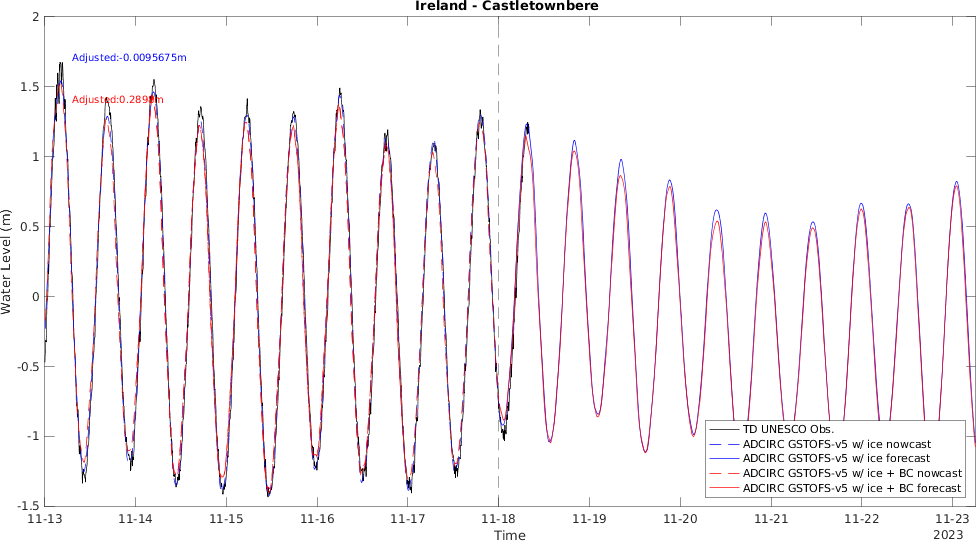 Ireland - Castletownbere
Adjusted:-0.0095675m
2
1.5
1
0.5
0
-0.5
-1
-1.5
Water Level (m)
TD UNESCO Obs.
ADCIRC GSTOFS-v5 w/ ice nowcast
ADCIRC GSTOFS-v5 w/ ice forecast
ADCIRC GSTOFS-v5 w/ ice + BC nowcast
ADCIRC GSTOFS-v5 w/ ice + BC forecast
11-13 11-14 11-15 11-16 11-17 11-18 11-19 11-20 11-21 11-22 11-23
Time
2023